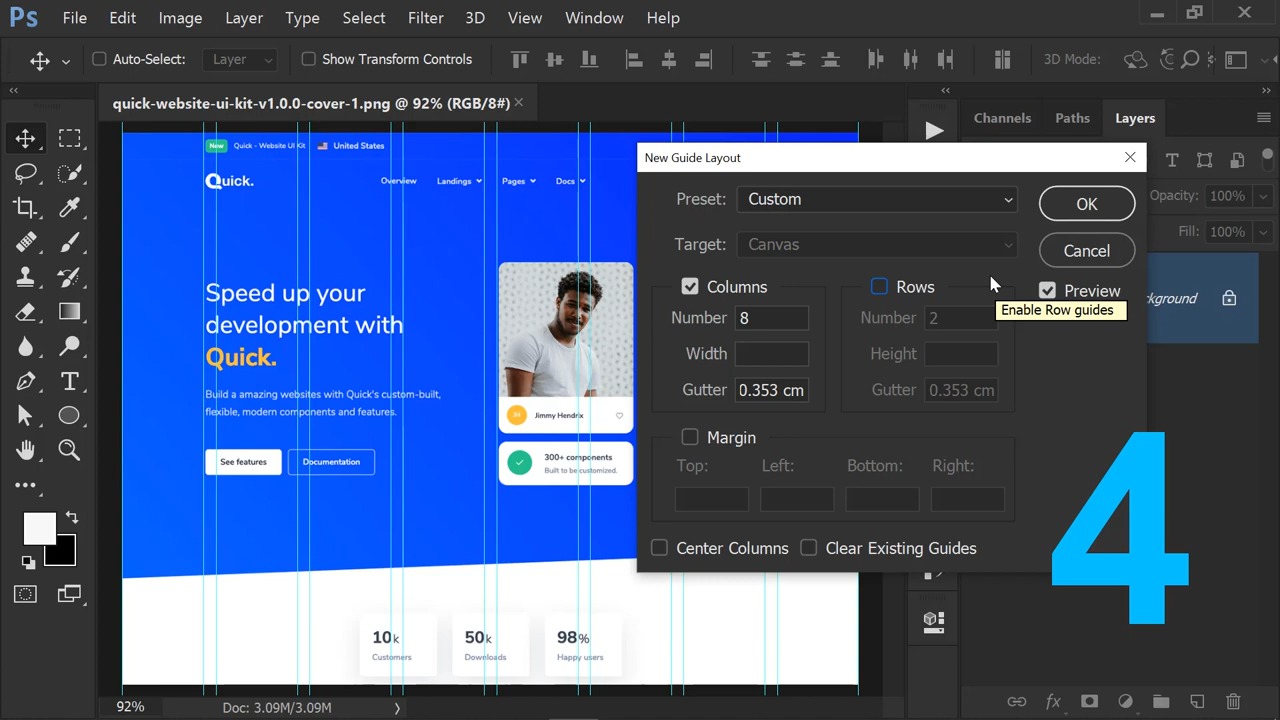 Ps File Edit Image Layer Type Select Filter 3D View Window Help
Auto-Select: Layer Show Transform Controls 3D Mode:
quick-website-ui-kit-v1.0.0-cover-1.png @ 92% (RGB/8#)
Channels Paths Layers
New Quick - Website UI Kit United States
Quick.
Overview Landings Pages Docs
Speed up your
development with
Quick.
Build a amazing websites with Quick's custom-built,
flexible, modern components and features.
See features Documentation
JH Jimmy Hendrix
300+ components
Built to be customized.
10k 50k 98%
Customers Downloads Happy users
New Guide Layout
Preset: Custom OK
Target: Canvas Cancel
Columns Rows Preview
Enable Row guides
Number 8 Number 2
Width Height
Gutter 0.353 cm Gutter 0.353 cm
Margin
Top: Left: Bottom: Right:
Center Columns Clear Existing Guides
Opacity: 100%
Fill: 100%
kground
4
T
fx
92% Doc: 3.09M/3.09M